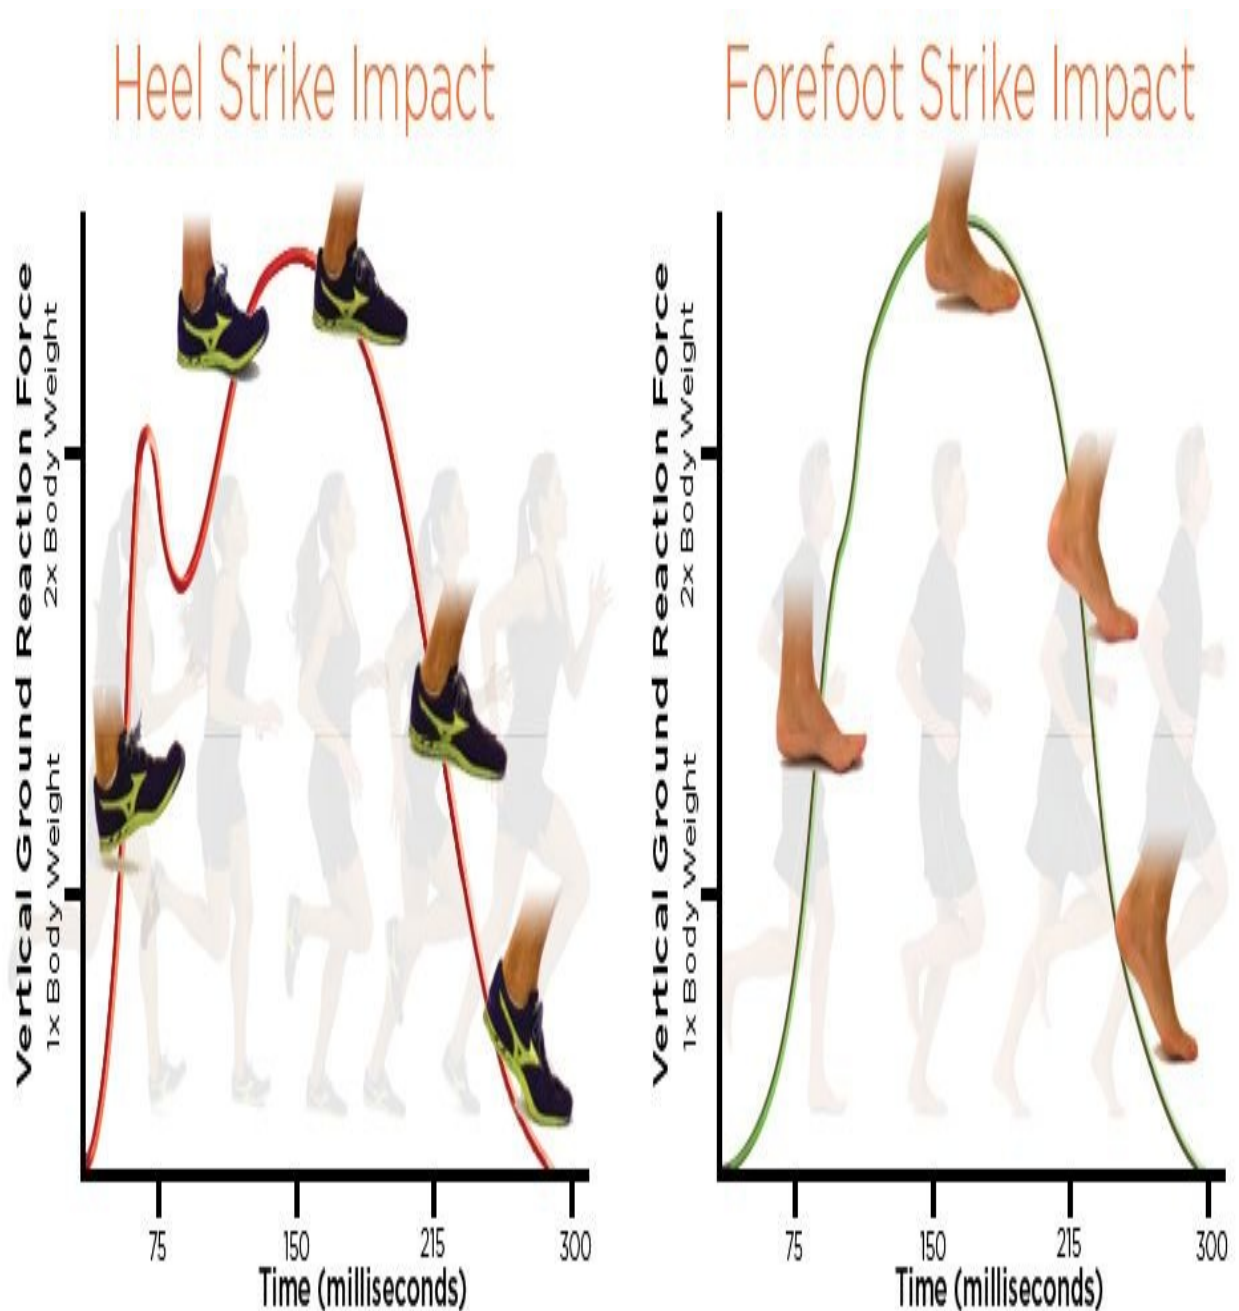 Heel Strike Impact
Vertical Ground Reaction Force
1x Body Weight
2x Body Weight
75
150
215
300
Time (milliseconds)
Forefoot Strike Impact
Vertical Ground Reaction Force
1x Body Weight
2x Body Weight
75
150
215
300
Time (milliseconds)